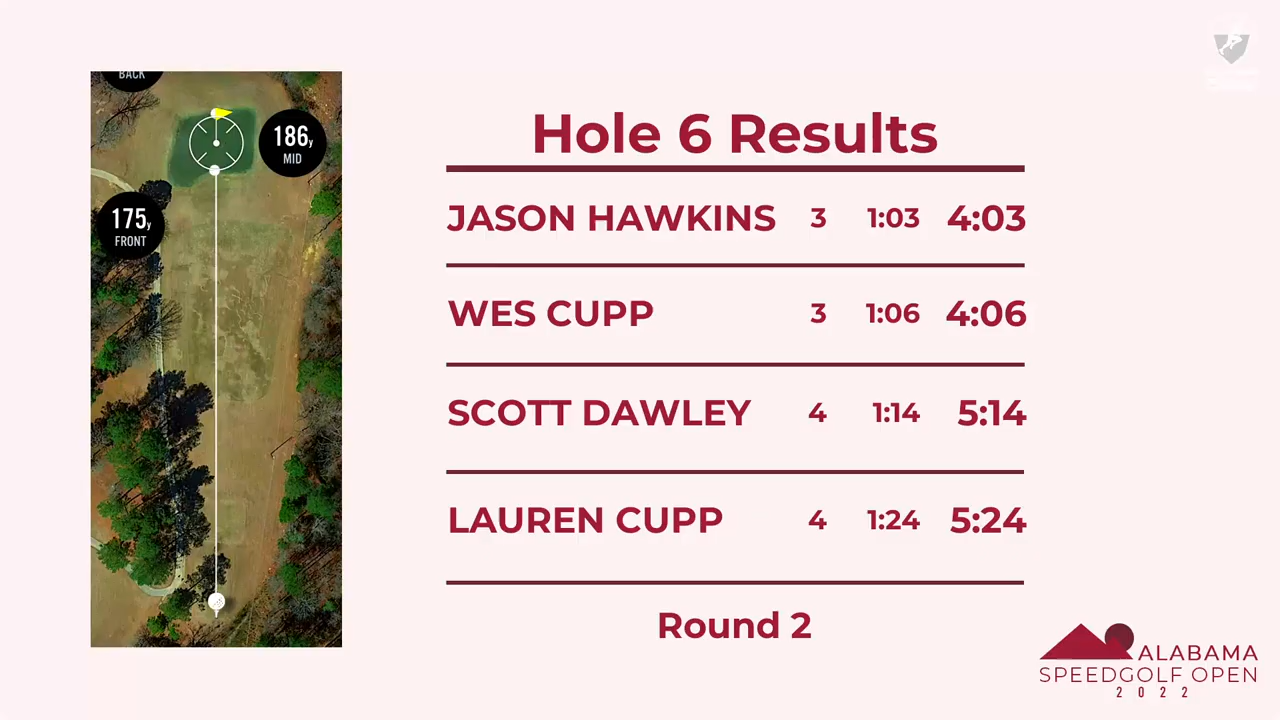 BACK
186y
MID
175y
FRONT
Hole 6 Results
JASON HAWKINS 3 1:03 4:03
WES CUPP 3 1:06 4:06
SCOTT DAWLEY 4 1:14 5:14
LAUREN CUPP 4 1:24 5:24
Round 2
ALABAMA
SPEEDGOLF OPEN
2022